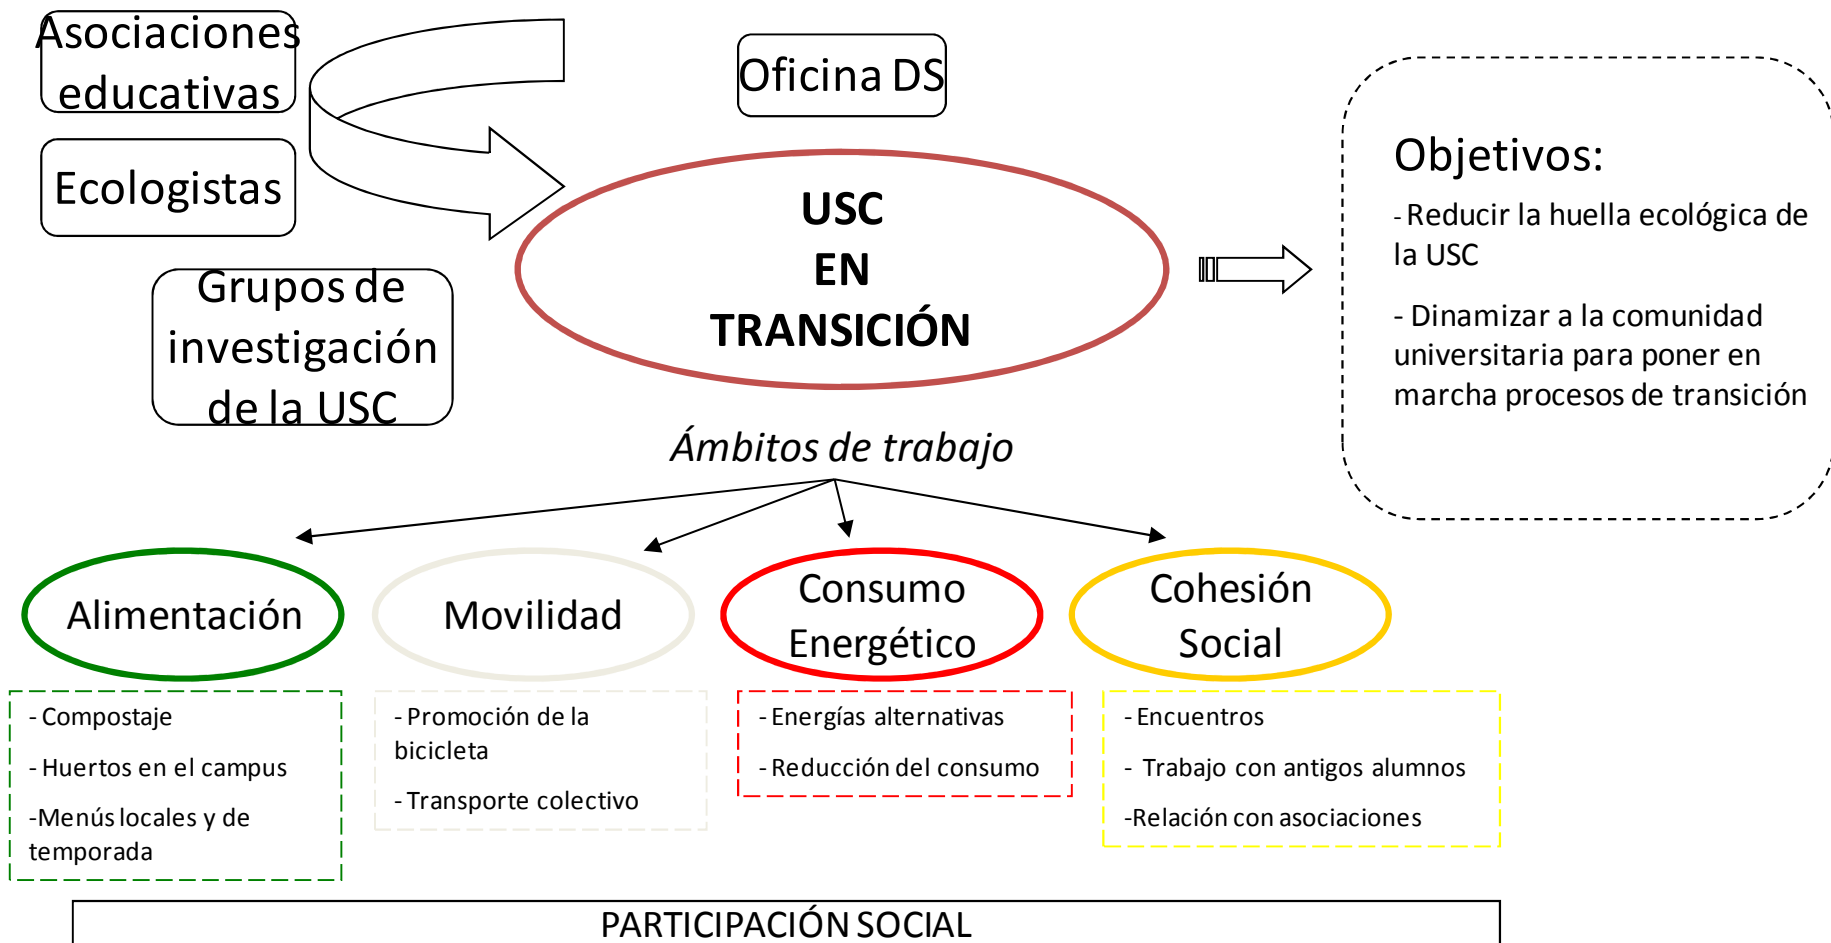 Asociaciones
educativas
Ecologistas
Grupos de
investigación
de la USC
Oficina DS
USC
EN
TRANSICIÓN
Objetivos:
- Reducir la huella ecológica de
la USC
- Dinamizar a la comunidad
universitaria para poner en
marcha procesos de transición
Ámbitos de trabajo
Alimentación
- Compostaje
- Huertos en el campus
-Menús locales y de
temporada
Movilidad
- Promoción de la
bicicleta
- Transporte colectivo
Consumo
Energético
- Energías alternativas
- Reducción del consumo
Cohesión
Social
- Encuentros
- Trabajo con antigos alumnos
-Relación con asociaciones
PARTICIPACIÓN SOCIAL